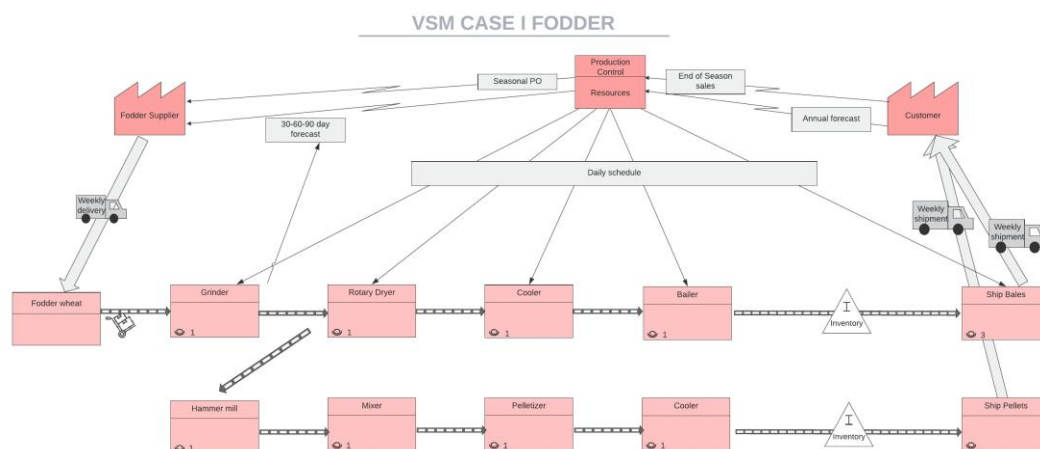 VSM CASE I FODDER
Production
Control
Resources
Seasonal PO
End of Season
sales
Fodder Supplier
30-60-90 day
forecast
Annual forecast
Customer
Daily schedule
Weekly
delivery
Weekly
shipment
Weekly
shipment
Fodder wheat
Grinder
1
Rotary Dryer
1
Cooler
1
Bailer
1
I
Inventory
Ship Bales
3
Hammer mill
1
Mixer
1
Pelletizer
1
Cooler
1
I
Inventory
Ship Pellets